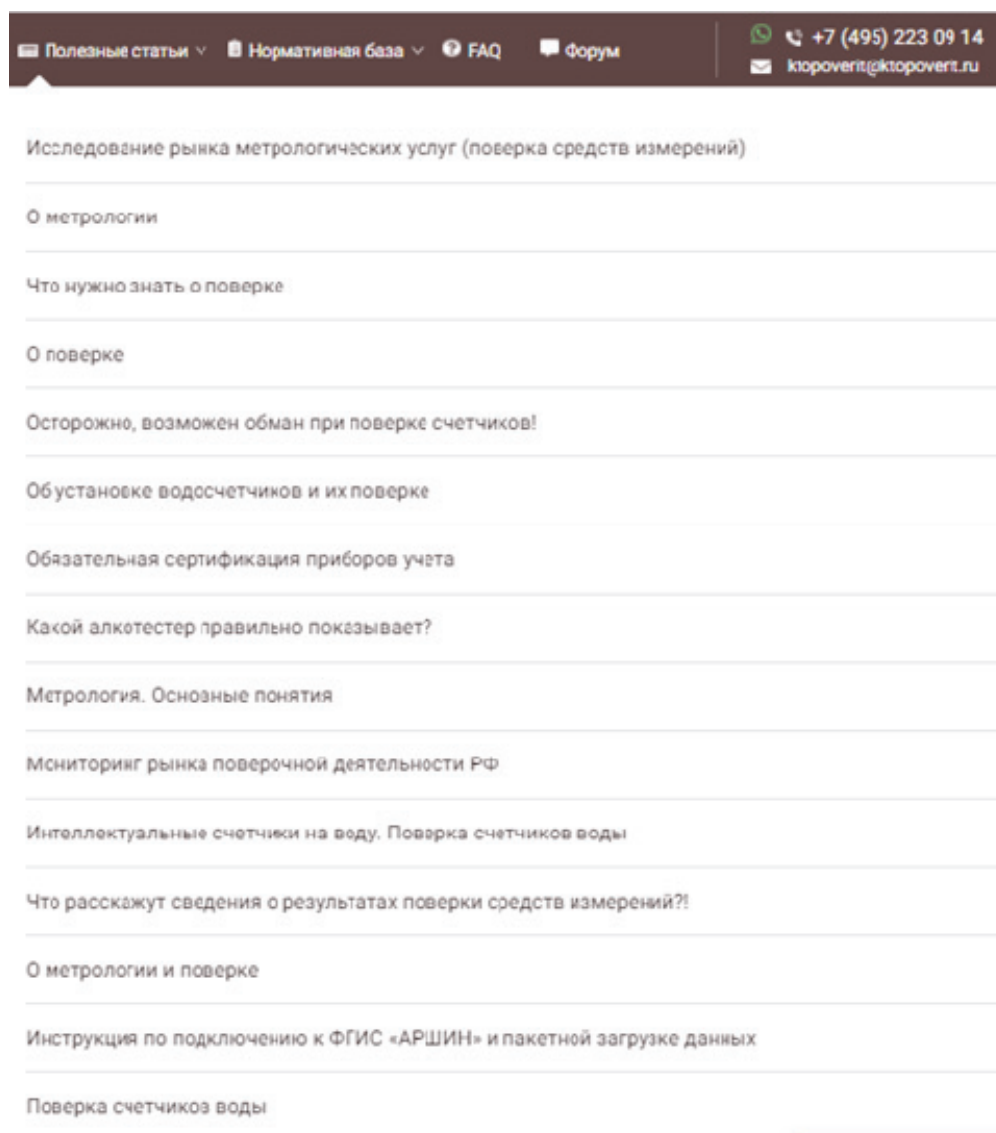 Полезные статьи Нормативная база FAQ Форум +7 (495) 223 09 14
ktopoverit@ktopoverit.ru
Исследование рынка метрологических услуг (поверка средств измерений)
О метрологии
Что нужно знать о поверке
О поверке
Осторожно, возможен обман при поверке счетчиков!
Об установке водосчетчиков и их поверке
Обязательная сертификация приборов учета
Какой алкотестер правильно показывает?
Метрология. Основные понятия
Мониторинг рынка поверочной деятельности РФ
Интеллектуальные счетчики на воду. Поверка счетчиков воды
Что расскажут сведения о результатах поверки средств измерений?!
О метрологии и поверке
Инструкция по подключению к ФГИС «АРШИН» и пакетной загрузке данных
Поверка счетчиков воды